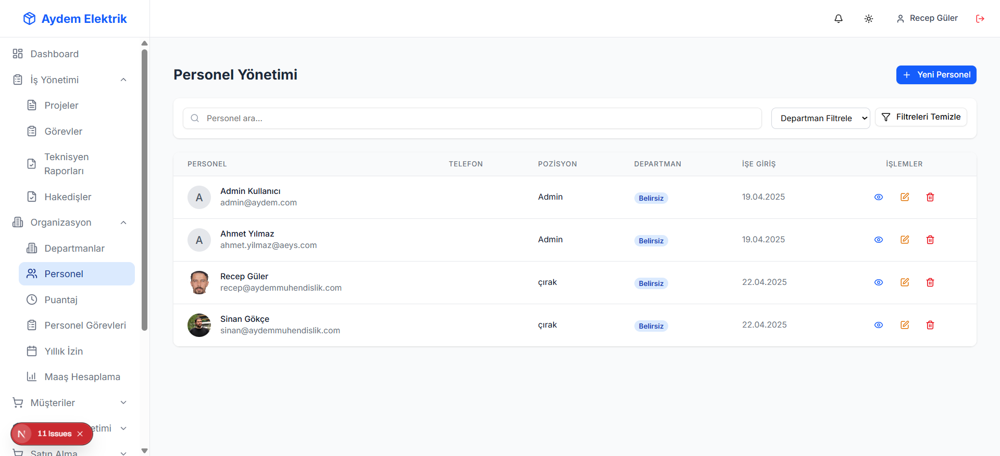 Aydem Elektrik
Recep Güler
Dashboard
İş Yönetimi
Projeler
Görevler
Teknisyen
Raporları
Hakedişler
Organizasyon
Departmanlar
Personel
Puantaj
Personel Görevleri
Yıllık İzin
Maaş Hesaplama
Müşteriler
etimi
N 11 Issues
Satın Alma
Personel Yönetimi
Yeni Personel
Personel ara...
Departman Filtrele
Filtreleri Temizle
PERSONEL TELEFON POZİSYON DEPARTMAN İŞE GİRİŞ İŞLEMLER
A Admin Kullanıcı
admin@aydem.com
Admin Belirsiz 19.04.2025
A Ahmet Yılmaz
ahmet.yilmaz@aeys.com
Admin Belirsiz 19.04.2025
Recep Güler
recep@aydemmuhendislik.com
çırak Belirsiz 22.04.2025
Sinan Gökçe
sinan@aydemmuhendislik.com
çırak Belirsiz 22.04.2025